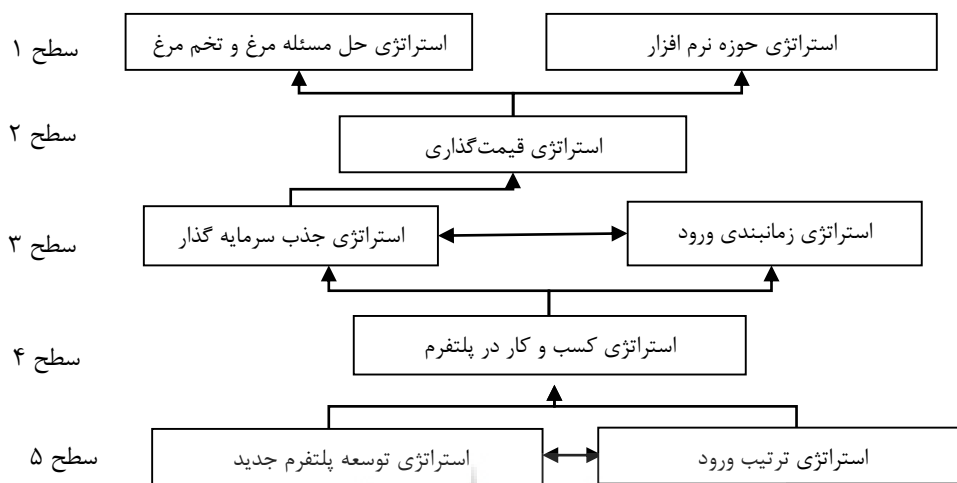 سطح ۱
استراتژی حوزه نرم افزار
استراتژی حل مسئله مرغ و تخم مرغ
سطح ۲
استراتژی قیمت‌گذاری
سطح ۳
استراتژی زمانبندی ورود
استراتژی جذب سرمایه گذار
سطح ۴
استراتژی کسب و کار در پلتفرم
سطح ۵
استراتژی ترتیب ورود
استراتژی توسعه پلتفرم جدید